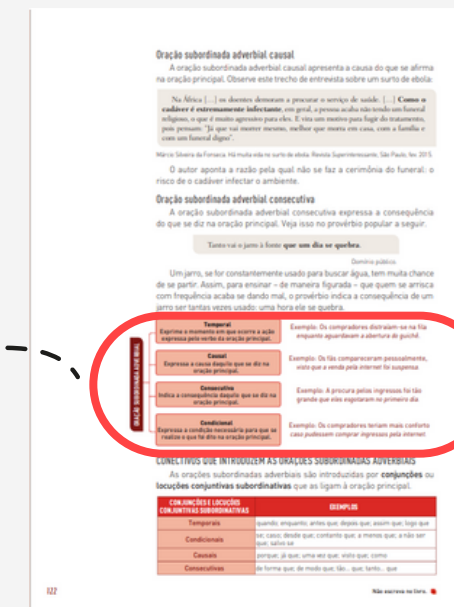 Oração subordinada adverbial causal
A oração subordinada adverbial causal apresenta a causa do que se afirma
na oração principal. Observe este trecho de entrevista sobre um surto de ebola:
Na África [...] os doentes demoram a procurar o serviço de saúde. [...] Como o
cadáver é extremamente infectante, em geral, a pessoa acaba não tendo um funeral
religioso, o que é muito agressivo para eles. E vira um motivo para fugir do tratamento,
pois pensam: "Já que vai morrer mesmo, melhor que morra em casa, com a família e
com um funeral digno".
Márcio Silveira da Fonseca. Há muita vida no surto de ebola. Revista Superinteressante, São Paulo, fev. 2015.
O autor aponta a razão pela qual não se faz a cerimônia do funeral: o
risco de o cadáver infectar o ambiente.
Oração subordinada adverbial consecutiva
A oração subordinada adverbial consecutiva expressa a consequência
do que se diz na oração principal. Veja isso no provérbio popular a seguir.
Tanto vai o jarro à fonte que um dia se quebra.
Domínio público.
Um jarro, se for constantemente usado para buscar água, tem muita chance
de se partir. Assim, para ensinar – de maneira figurada – que quem se arrisca
com frequência acaba se dando mal, o provérbio indica a consequência de um
jarro ser tantas vezes usado: uma hora ele se quebra.
ORAÇÃO SUBORDINADA ADVERBIAL
Temporal
Exprime o momento em que ocorre a ação
expressa pelo verbo da oração principal.
Exemplo: Os compradores distraíam-se na fila
enquanto aguardavam a abertura do guichê.
Causal
Expressa a causa daquilo que se diz na
oração principal.
Exemplo: Os fãs compareceram pessoalmente,
visto que a venda pela internet foi suspensa
Consecutiva
Indica a consequência daquilo que se diz na
oração principal.
Exemplo: A procura pelos ingressos foi tão
grande que eles esgotaram no primeiro dia
Condicional
Expressa a condição necessária para que se
realize o que foi dito na oração principal.
Exemplo: Os compradores teriam mais conforto
caso pudessem comprar ingressos pela internet
CONECTIVOS QUE INTRODUZEM AS ORAÇÕES SUBORDINADAS ADVERBIAIS
As orações subordinadas adverbiais são introduzidas por conjunções ou
locuções conjuntivas subordinativas que as ligam à oração principal.
CONJUNÇÕES E LOCUÇÕES
CONJUNTIVAS SUBORDINATIVAS
EXEMPLOS
Temporais
quando; enquanto; antes que; depois que; assim que; logo que
Condicionais
se; caso; desde que; contanto que; a menos que; a não ser
que; salvo se
Causais
porque; já que; uma vez que; visto que; como
Consecutivas
de forma que; de modo que; tão... que; tanto... que
122
Não escreva no livro.